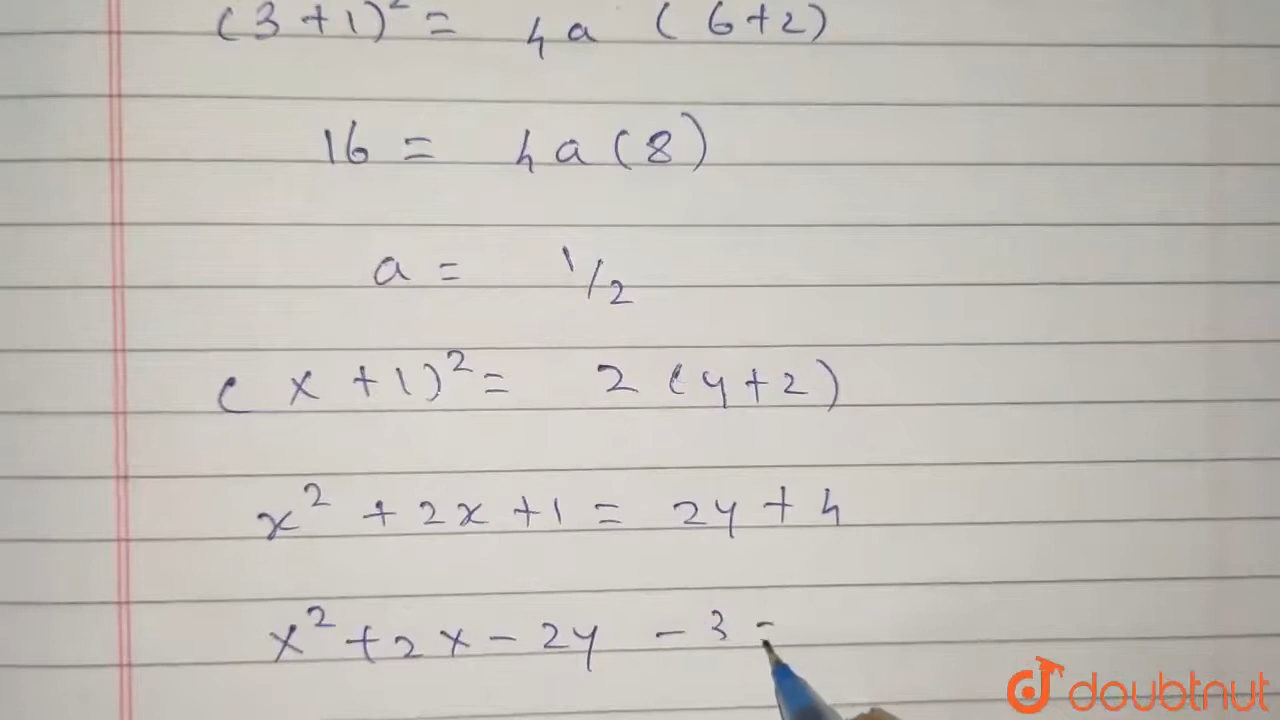 (3+1)² = 4a (6+2)
16 = 4a(8)
a = 1/2
(x+1)² = 2(y+2)
x² + 2x + 1 = 2y + 4
x² + 2x - 2y - 3 =
doubtnut